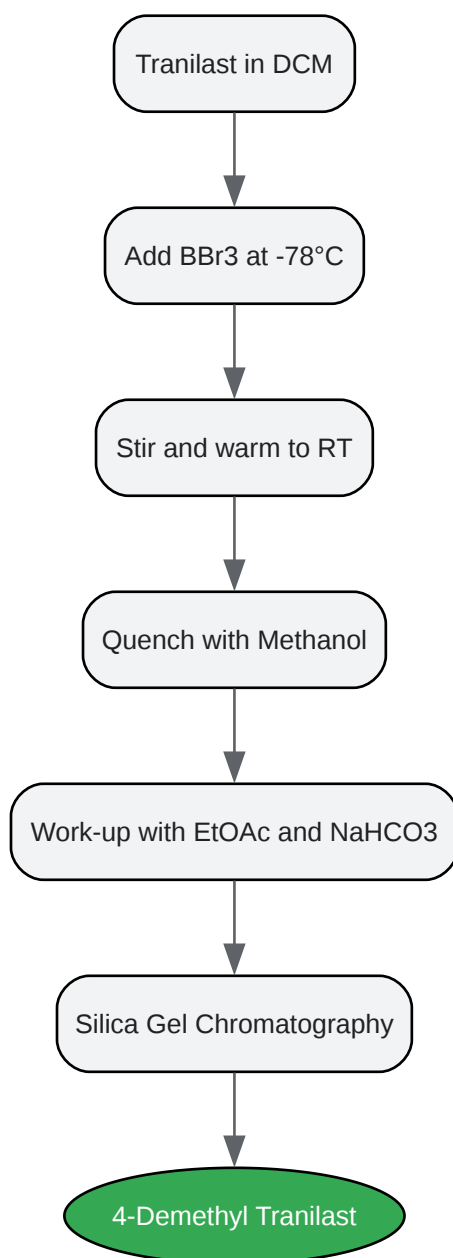 Tranilast in DCM
Add BBr3 at -78°C
Stir and warm to RT
Quench with Methanol
Work-up with EtOAc and NaHCO3
Silica Gel Chromatography
4-Demethyl Tranilast